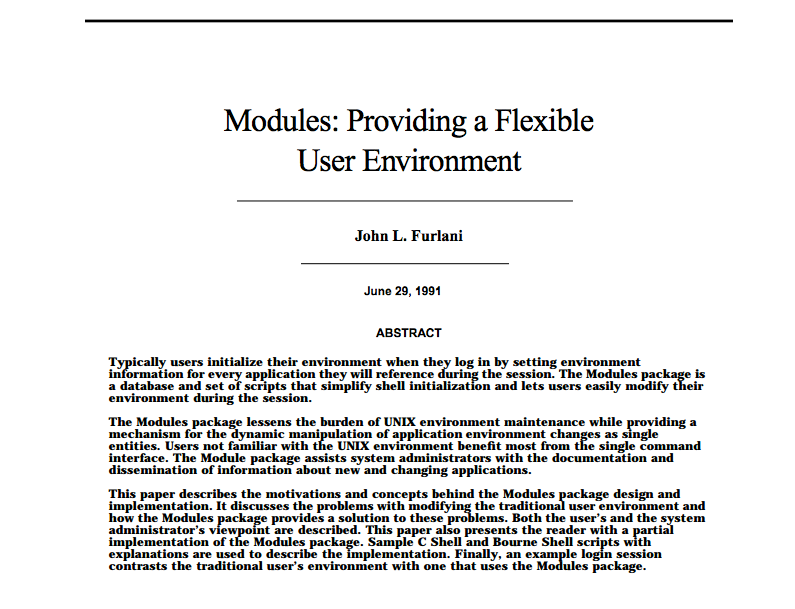 Modules: Providing a Flexible
User Environment
John L. Furlani
June 29, 1991
ABSTRACT
Typically users initialize their environment when they log in by setting environment
information for every application they will reference during the session. The Modules package is
a database and set of scripts that simplify shell initialization and lets users easily modify their
environment during the session.
The Modules package lessens the burden of UNIX environment maintenance while providing a
mechanism for the dynamic manipulation of application environment changes as single
entities. Users not familiar with the UNIX environment benefit most from the single command
interface. The Module package assists system administrators with the documentation and
dissemination of information about new and changing applications.
This paper describes the motivations and concepts behind the Modules package design and
implementation. It discusses the problems with modifying the traditional user environment and
how the Modules package provides a solution to these problems. Both the user's and the system
administrator's viewpoint are described. This paper also presents the reader with a partial
implementation of the Modules package. Sample C Shell and Bourne Shell scripts with
explanations are used to describe the implementation. Finally, an example login session
contrasts the traditional user's environment with one that uses the Modules package.